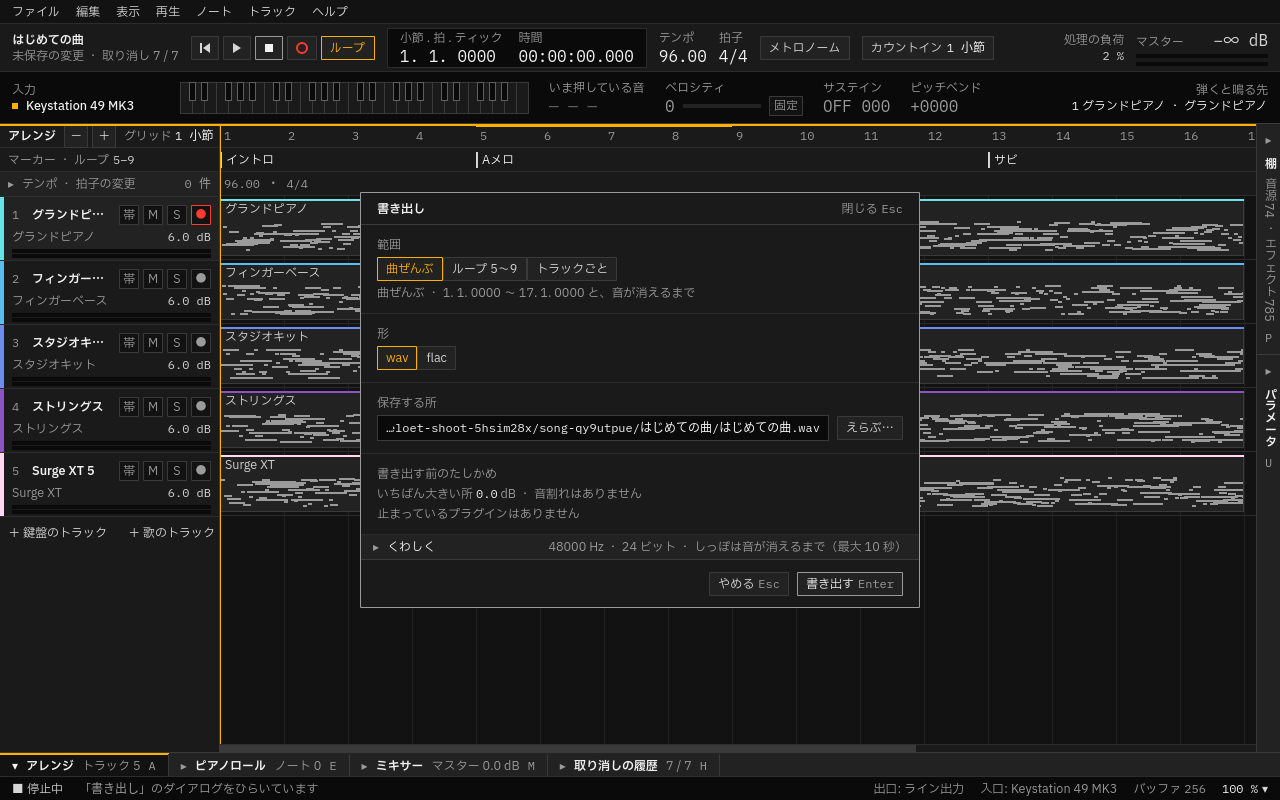 ファイル 編集 表示 再生 ノート トラック ヘルプ
はじめての曲
未保存の変更 · 取り消し 7 / 7
ループ
小節 . 拍 . ティック 時間
1. 1. 0000 00:00:00.000
テンポ 拍子
96.00 4/4
メトロノーム
カウントイン 1 小節
処理の負荷
2 %
マスター −∞ dB
入力
Keystation 49 MK3
いま押している音
— — —
ベロシティ
0 固定
サステイン
OFF 000
ピッチベンド
+0000
弾くと鳴る先
1 グランドピアノ · グランドピアノ
アレンジ − + グリッド 1 小節
1 2 3 4 5 6 7 8 9 10 11 12 13 14 15 16 1
マーカー · ループ 5–9
イントロ Aメロ サビ
▸ テンポ · 拍子の変更 0 件
96.00 · 4/4
1 グランドピ… 帯 M S
グランドピアノ 6.0 dB
グランドピアノ
2 フィンガー… 帯 M S
フィンガーベース 6.0 dB
フィンガーベース
3 スタジオキ… 帯 M S
スタジオキット 6.0 dB
スタジオキット
4 ストリングス 帯 M S
ストリングス 6.0 dB
ストリングス
5 Surge XT 5 帯 M S
Surge XT 6.0 dB
Surge XT
+ 鍵盤のトラック + 歌のトラック
書き出し 閉じる Esc
範囲
曲ぜんぶ ループ 5〜9 トラックごと
曲ぜんぶ · 1. 1. 0000 〜 17. 1. 0000 と、音が消えるまで
形
wav flac
保存する所
…loet-shoot-5hsim28x/song-qy9utpue/はじめての曲/はじめての曲.wav えらぶ…
書き出す前のたしかめ
いちばん大きい所 0.0 dB · 音割れはありません
止まっているプラグインはありません
▸ くわしく 48000 Hz · 24 ビット · しっぽは音が消えるまで（最大 10 秒）
やめる Esc 書き出す Enter
▸ 棚 音源 74 · エフェクト 785 P
▸ パラメータ U
▾ アレンジ トラック 5 A
▸ ピアノロール ノート 0 E
▸ ミキサー マスター 0.0 dB M
▸ 取り消しの履歴 7 / 7 H
停止中 「書き出し」のダイアログをひらいています
出口: ライン出力 入口: Keystation 49 MK3 バッファ 256 100 % ▾